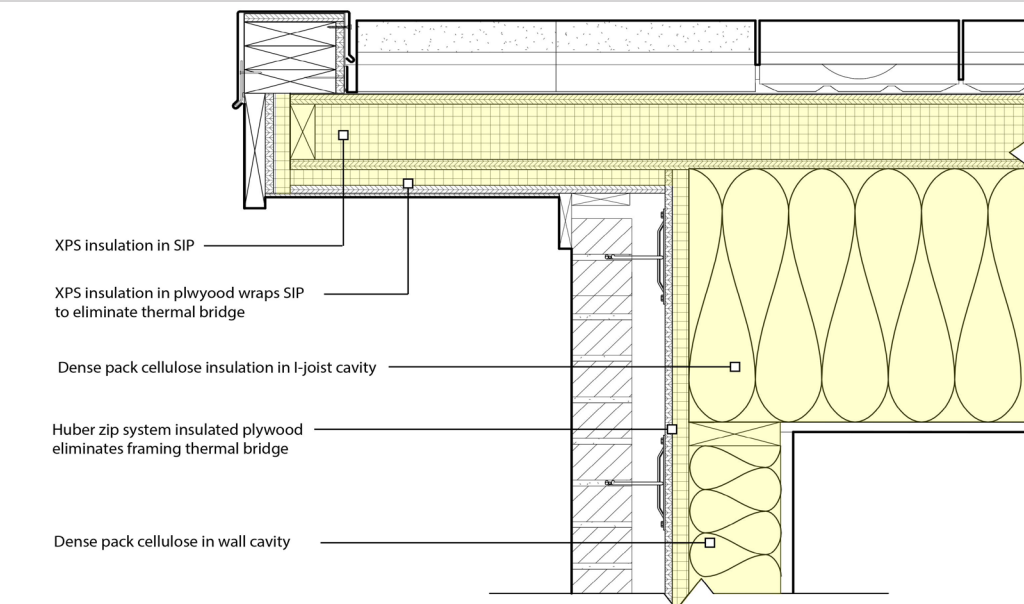 XPS insulation in SIP
XPS insulation in plwyood wraps SIP
to eliminate thermal bridge
Dense pack cellulose insulation in I-joist cavity
Huber zip system insulated plywood
eliminates framing thermal bridge
Dense pack cellulose in wall cavity